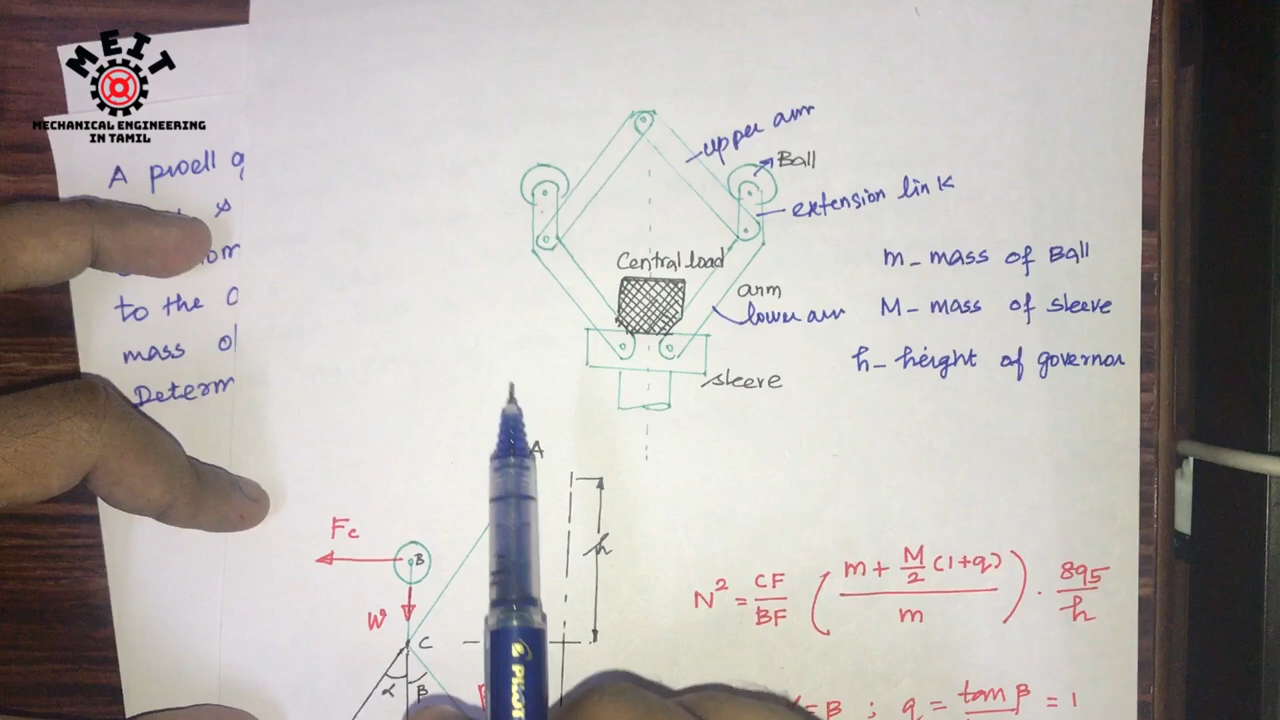 MEIT
MECHANICAL ENGINEERING
IN TAMIL
A proell
to the
mass
Determ
upper arm
Ball
extension link
Central load
arm
lower arm
sleeve
m - mass of Ball
M - mass of sleeve
h - height of governor
A
Fc
B
W
C
α
β
h
N² = CF/BF ( (m + M/2 (1+q)) / m ) · 895/h
= β ; q = tan β = 1